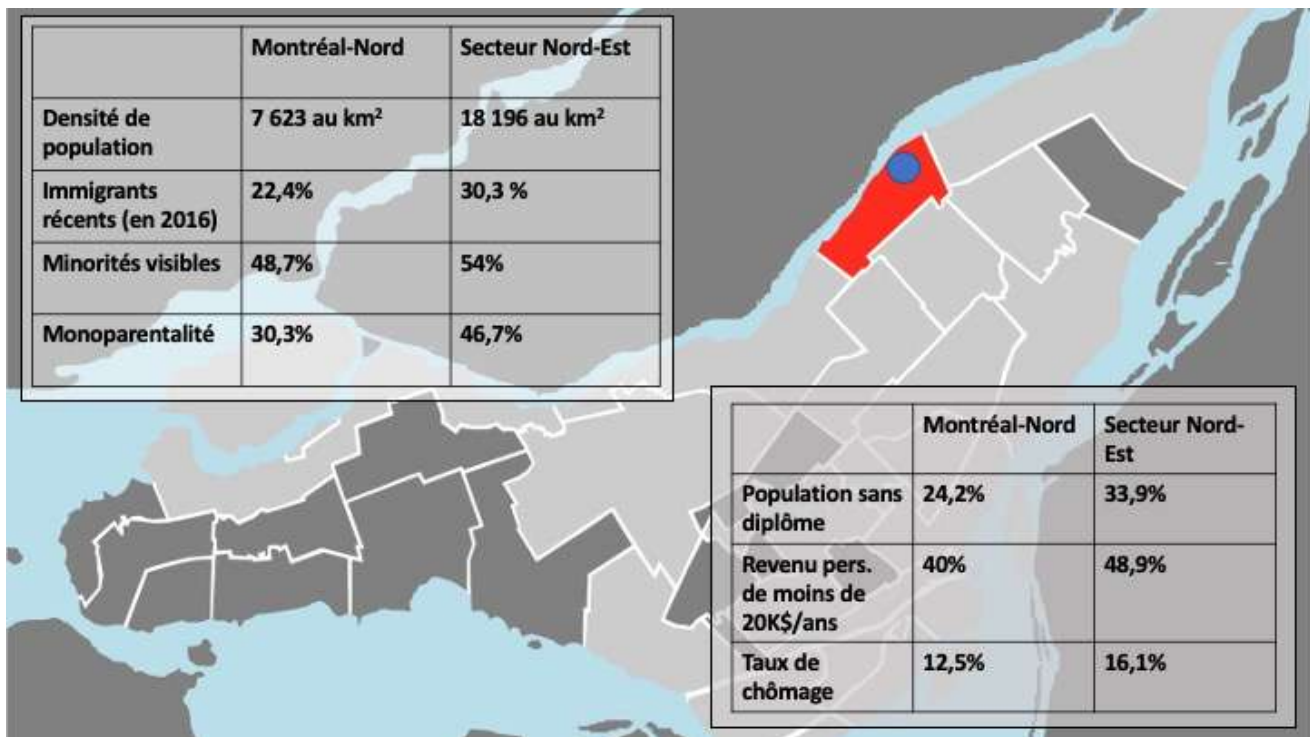 Montréal-Nord Secteur Nord-Est
Densité de
population
7 623 au km² 18 196 au km²
Immigrants
récents (en 2016)
22,4% 30,3 %
Minorités visibles 48,7% 54%
Monoparentalité 30,3% 46,7%
Montréal-Nord Secteur Nord-
Est
Population sans
diplôme
24,2% 33,9%
Revenu pers.
de moins de
20K$/ans
40% 48,9%
Taux de
chômage
12,5% 16,1%